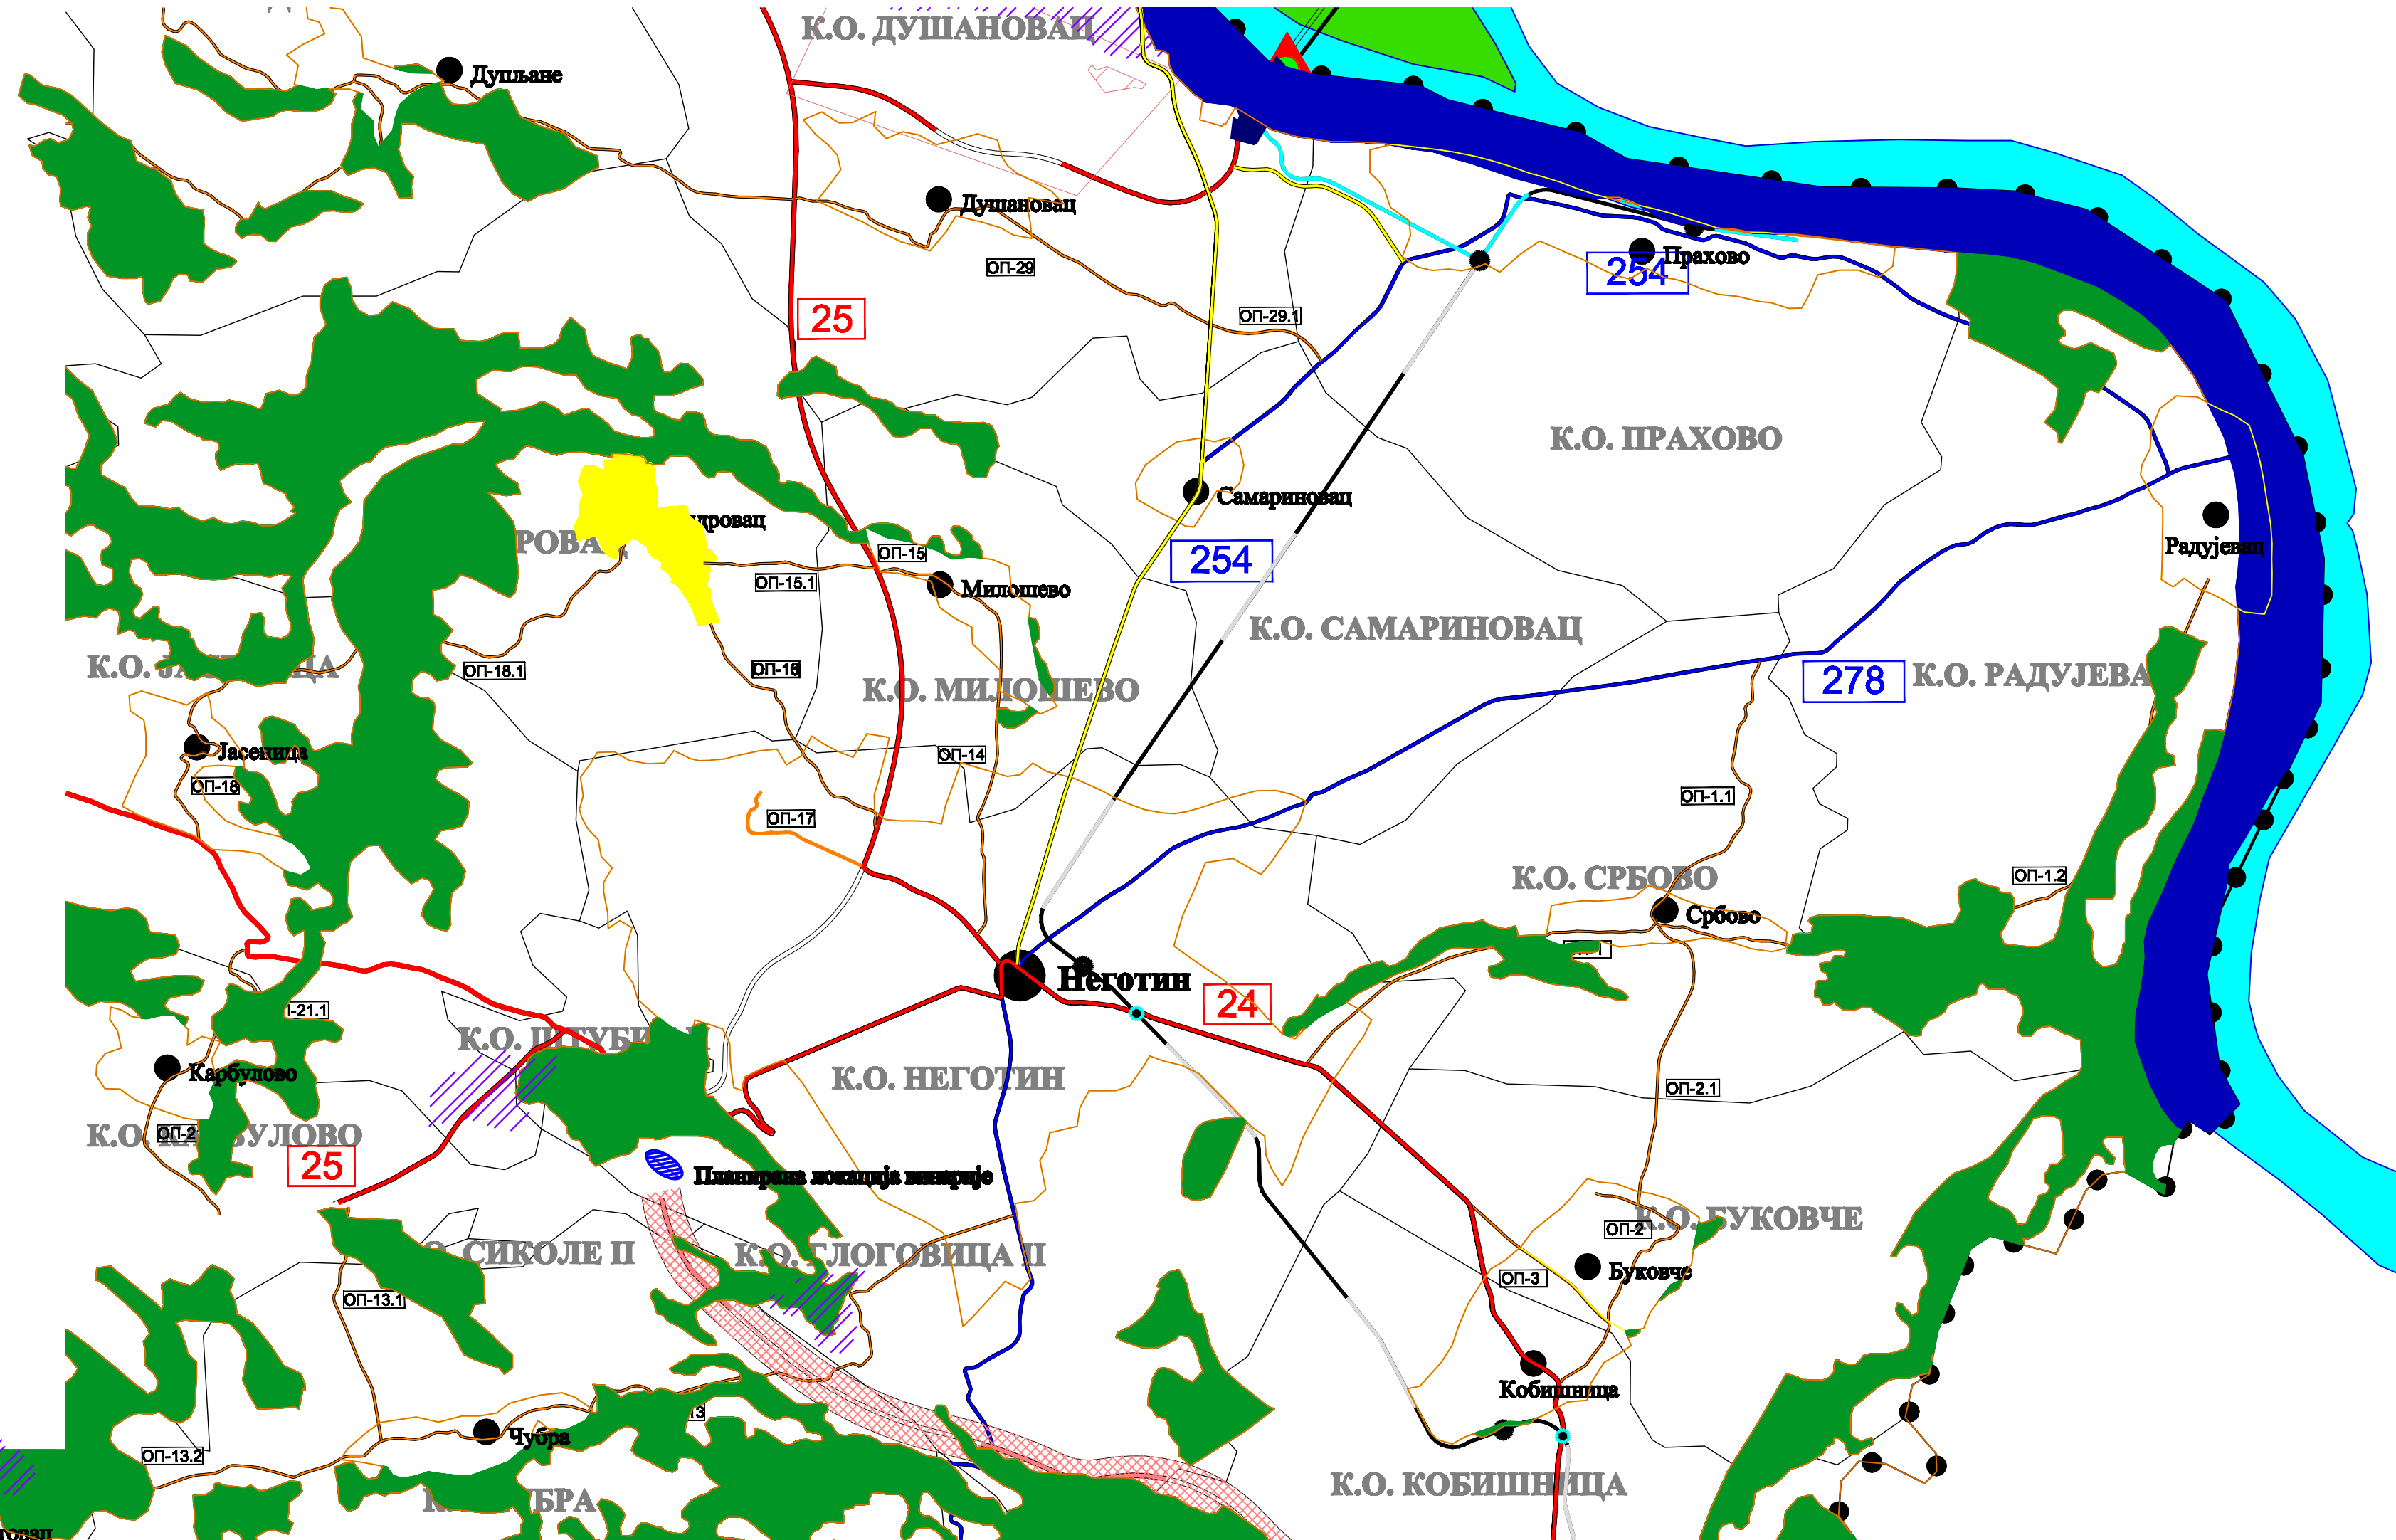 К.О. ДУШАНОВАЦ
Дупљане
Душановац
ОП-29
254
Прахово
25
ОП-29.1
К.О. ПРАХОВО
Самариновац
254
Радујевац
ОП-15
ОП-15.1
Милошево
К.О. САМАРИНОВАЦ
ОП-18.1
ОП-16
К.О. МИЛОШЕВО
278
К.О. РАДУЈЕВА
Јасеница
ОП-18
ОП-14
ОП-1.1
ОП-17
К.О. СРБОВО
ОП-1.2
Србово
Неготин
24
К.О. НЕГОТИН
Карбулово
ОП-2.1
25
Планирана локација винарије
ОП-2
К.О. БУКОВЧЕ
СИКОЛЕ II
К.О. ГЛОГОВИЦА II
Буковче
ОП-3
ОП-13.1
Кобишница
Чубра
ОП-13.2
К.О. КОБИШНИЦА